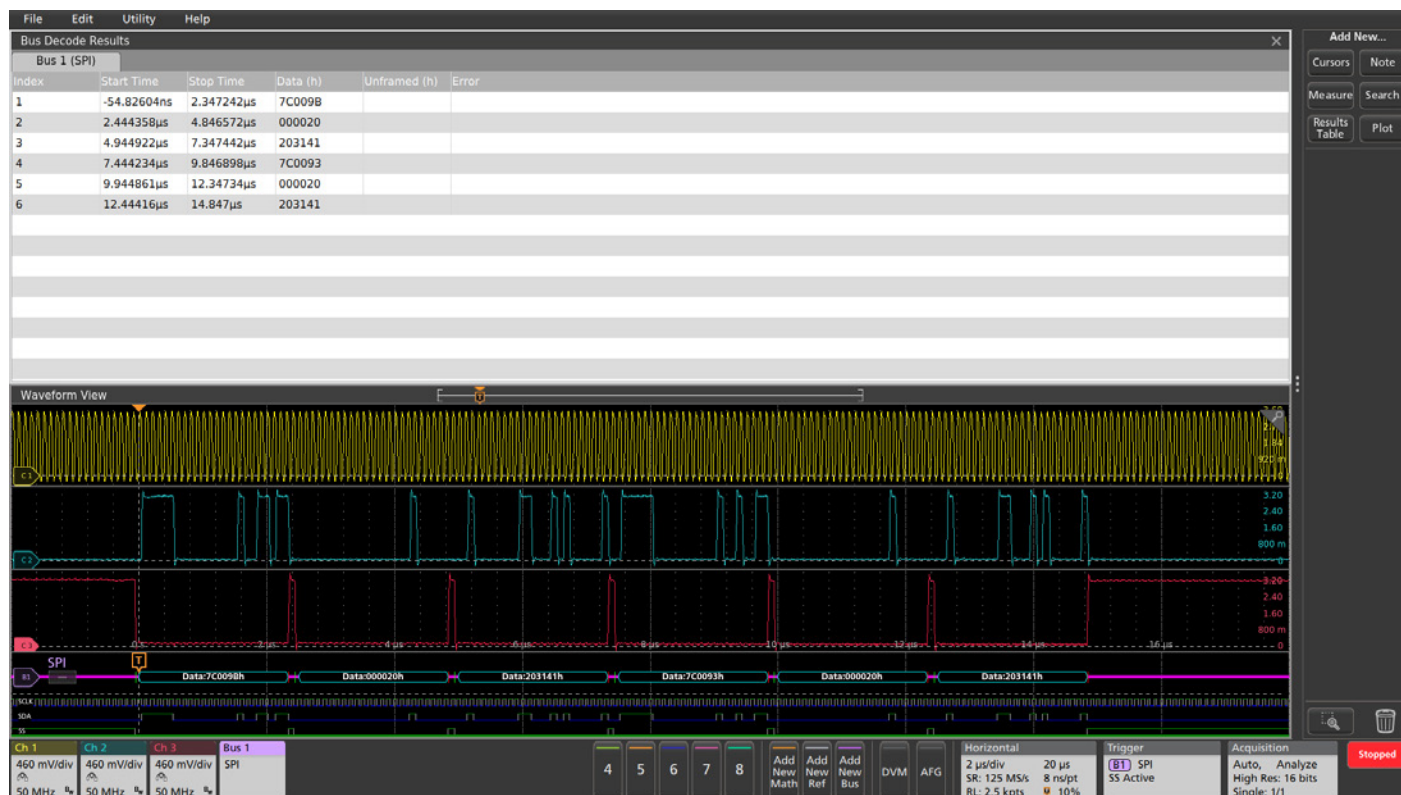 File Edit Utility Help
Bus Decode Results
Bus 1 (SPI)
Index Start Time Stop Time Data (h) Unframed (h) Error
1 -54.82604ns 2.347242µs 7C009B
2 2.444358µs 4.846572µs 000020
3 4.944922µs 7.347442µs 203141
4 7.444234µs 9.846898µs 7C0093
5 9.944861µs 12.34734µs 000020
6 12.44416µs 14.847µs 203141
Add New...
Cursors Note
Measure Search
Results Table Plot
Waveform View
T
1.84
920 m
C1
3.20
2.40
1.60
800 m
0
C2
3.20
2.40
1.60
800 m
0
C3
0 s 2 µs 4 µs 6 µs 8 µs 10 µs 12 µs 14 µs 16 µs
SPI
T
B1 Data:7C009Bh Data:000020h Data:203141h Data:7C0093h Data:000020h Data:203141h
SCLK
SDA
SS
Ch 1 Ch 2 Ch 3 Bus 1
460 mV/div 460 mV/div 460 mV/div SPI
50 MHz 50 MHz 50 MHz
4 5 6 7 8
Add New Math
Add New Ref
Add New Bus
DVM AFG
Horizontal
2 µs/div 20 µs
SR: 125 MS/s 8 ns/pt
RL: 2.5 kpts 10%
Trigger
B1 SPI
SS Active
Acquisition
Auto, Analyze
High Res: 16 bits
Single: 1/1
Stopped